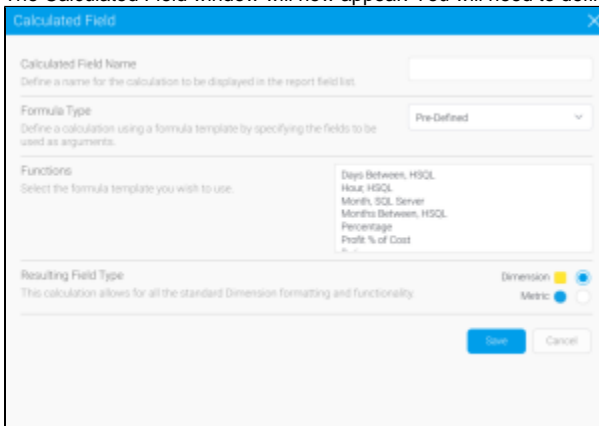 The Calculated Field window will now appear. You will need to defin
Calculated Field
Calculated Field Name
Define a name for the calculation to be displayed in the report field list.
Formula Type
Pre-Defined
Define a calculation using a formula template by specifying the fields to be
used as arguments.
Functions
Select the formula template you wish to use.
Days Between, HSQL
Hour, HSQL
Month, SQL Server
Months Between, HSQL
Percentage
Profit % of Cost
Resulting Field Type
This calculation allows for all the standard Dimension formatting and functionality.
Dimension
Metric
Save
Cancel